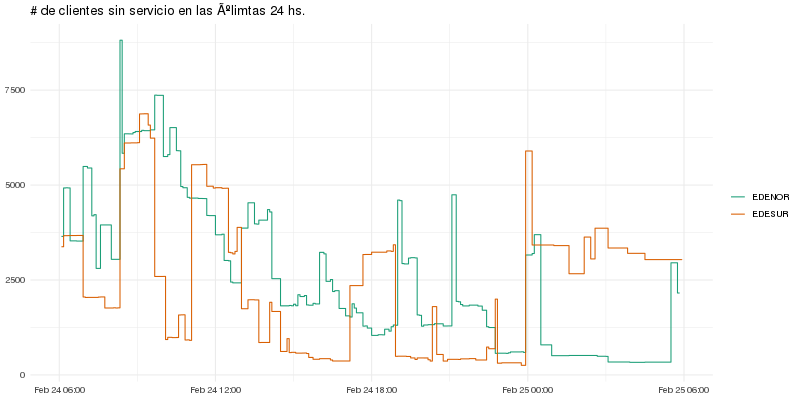 # de clientes sin servicio en las Ãºlimtas 24 hs.
7500
5000
2500
0
Feb 24 06:00 Feb 24 12:00 Feb 24 18:00 Feb 25 00:00 Feb 25 06:00
EDENOR
EDESUR